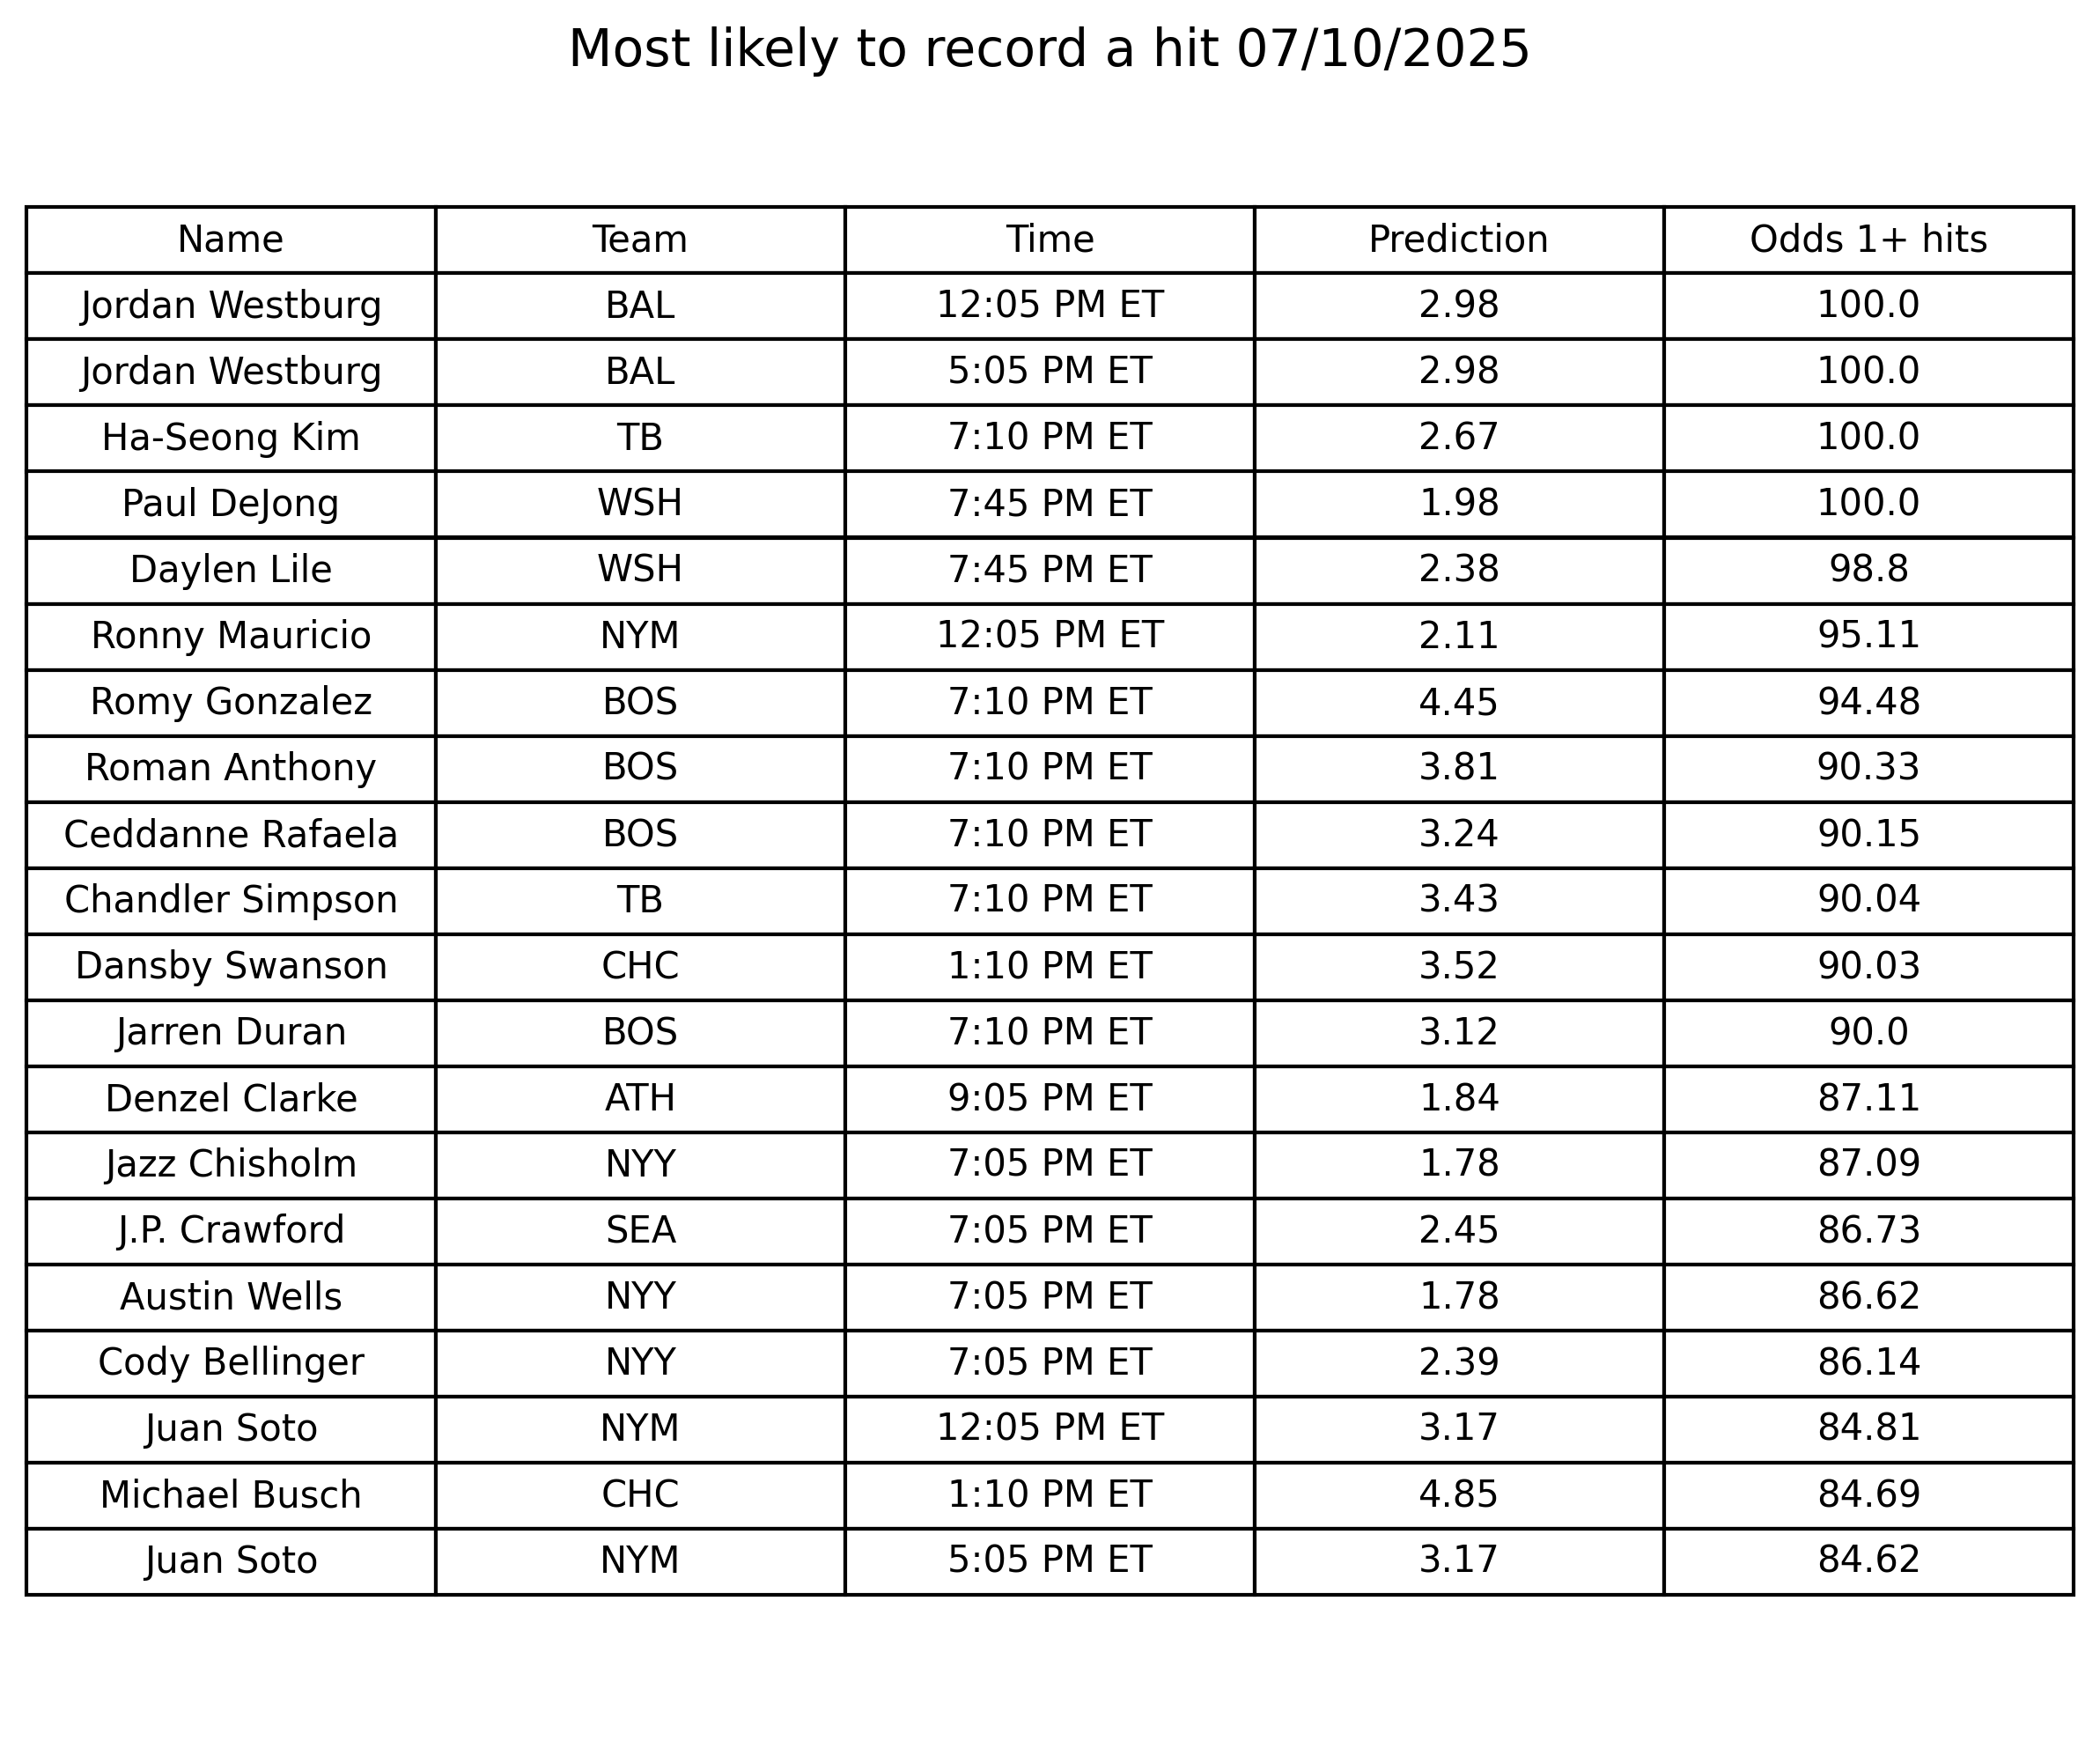 Most likely to record a hit 07/10/2025
Name Team Time Prediction Odds 1+ hits
Jordan Westburg BAL 12:05 PM ET 2.98 100.0
Jordan Westburg BAL 5:05 PM ET 2.98 100.0
Ha-Seong Kim TB 7:10 PM ET 2.67 100.0
Paul DeJong WSH 7:45 PM ET 1.98 100.0
Daylen Lile WSH 7:45 PM ET 2.38 98.8
Ronny Mauricio NYM 12:05 PM ET 2.11 95.11
Romy Gonzalez BOS 7:10 PM ET 4.45 94.48
Roman Anthony BOS 7:10 PM ET 3.81 90.33
Ceddanne Rafaela BOS 7:10 PM ET 3.24 90.15
Chandler Simpson TB 7:10 PM ET 3.43 90.04
Dansby Swanson CHC 1:10 PM ET 3.52 90.03
Jarren Duran BOS 7:10 PM ET 3.12 90.0
Denzel Clarke ATH 9:05 PM ET 1.84 87.11
Jazz Chisholm NYY 7:05 PM ET 1.78 87.09
J.P. Crawford SEA 7:05 PM ET 2.45 86.73
Austin Wells NYY 7:05 PM ET 1.78 86.62
Cody Bellinger NYY 7:05 PM ET 2.39 86.14
Juan Soto NYM 12:05 PM ET 3.17 84.81
Michael Busch CHC 1:10 PM ET 4.85 84.69
Juan Soto NYM 5:05 PM ET 3.17 84.62